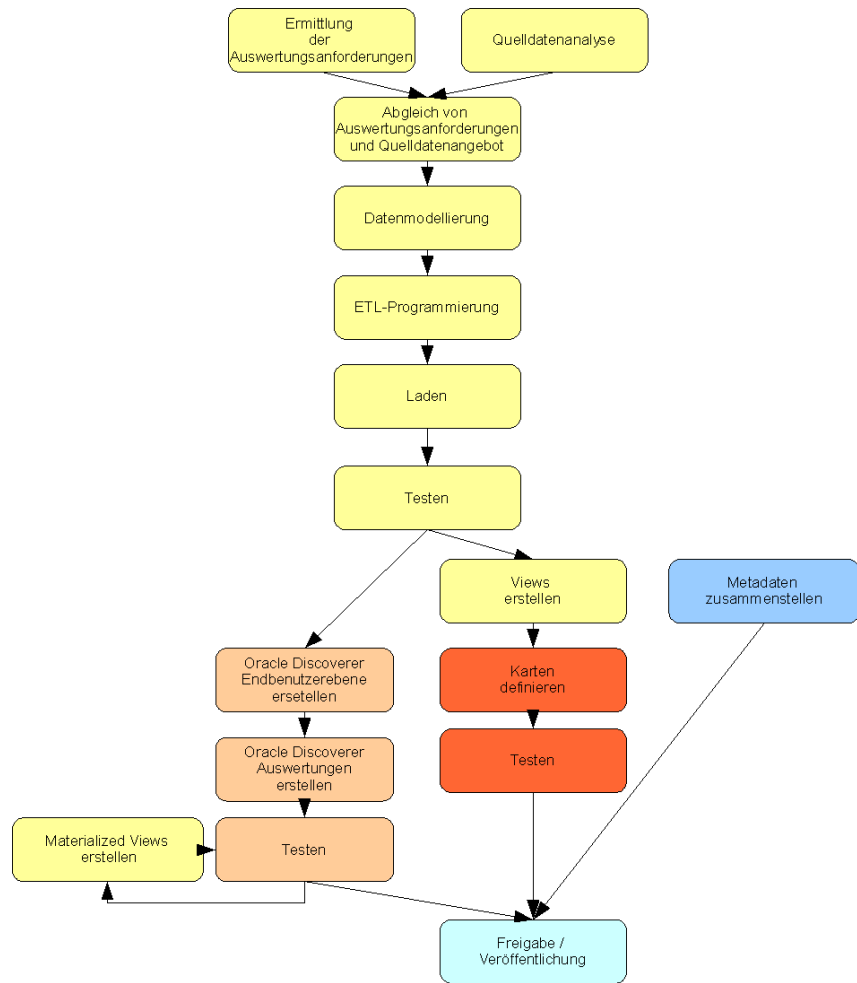 Ermittlung
der
Auswertungsanforderungen
Quelldatenanalyse
Abgleich von
Auswertungsanforderungen
und Quelldatenangebot
Datenmodellierung
ETL-Programmierung
Laden
Testen
Views
erstellen
Metadaten
zusammenstellen
Oracle Discoverer
Endbenutzerebene
ersetellen
Karten
definieren
Oracle Discoverer
Auswertungen
erstellen
Testen
Materialized Views
erstellen
Testen
Freigabe /
Veröffentlichung